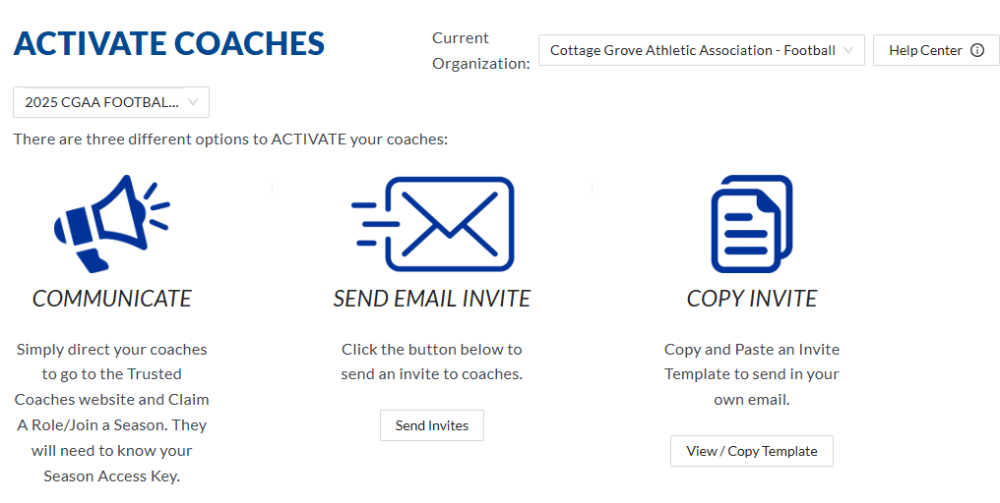 ACTIVATE COACHES
Current
Organization:
Cottage Grove Athletic Association - Football
Help Center
2025 CGAA FOOTBAL...
There are three different options to ACTIVATE your coaches:
COMMUNICATE
Simply direct your coaches
to go to the Trusted
Coaches website and Claim
A Role/Join a Season. They
will need to know your
Season Access Key.
SEND EMAIL INVITE
Click the button below to
send an invite to coaches.
Send Invites
COPY INVITE
Copy and Paste an Invite
Template to send in your
own email.
View / Copy Template